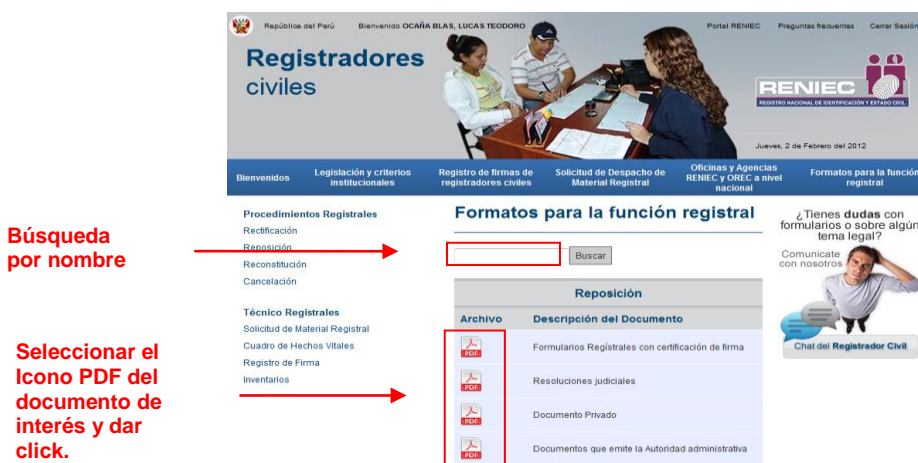 República del Perú Bienvenido OCAÑA BLAS, LUCAS TEODORO Portal RENIEC Preguntas frecuentes Cerrar Sesión
Registradores
civiles
RENIEC
REGISTRO NACIONAL DE IDENTIFICACIÓN Y ESTADO CIVIL
Jueves, 2 de Febrero del 2012
Bienvenidos
Legislación y criterios
institucionales
Registro de firmas de
registradores civiles
Solicitud de Despacho de
Material Registral
Oficinas y Agencias
RENIEC y OREC a nivel
nacional
Formatos para la función
registral
Búsqueda
por nombre
Seleccionar el
Icono PDF del
documento de
interés y dar
click.
Procedimientos Registrales
Rectificación
Reposición
Reconstitución
Cancelación
Técnico Registrales
Solicitud de Material Registral
Cuadro de Hechos Vitales
Registro de Firma
Inventarios
Formatos para la función registral
Buscar
Reposición
Archivo Descripción del Documento
PDF Formularios Regístrales con certificación de firma
PDF Resoluciones judiciales
PDF Documento Privado
PDF Documentos que emite la Autoridad administrativa
¿Tienes dudas con
formularios o sobre algún
tema legal?
Comunicate
con nosotros
Chat del Registrador Civil